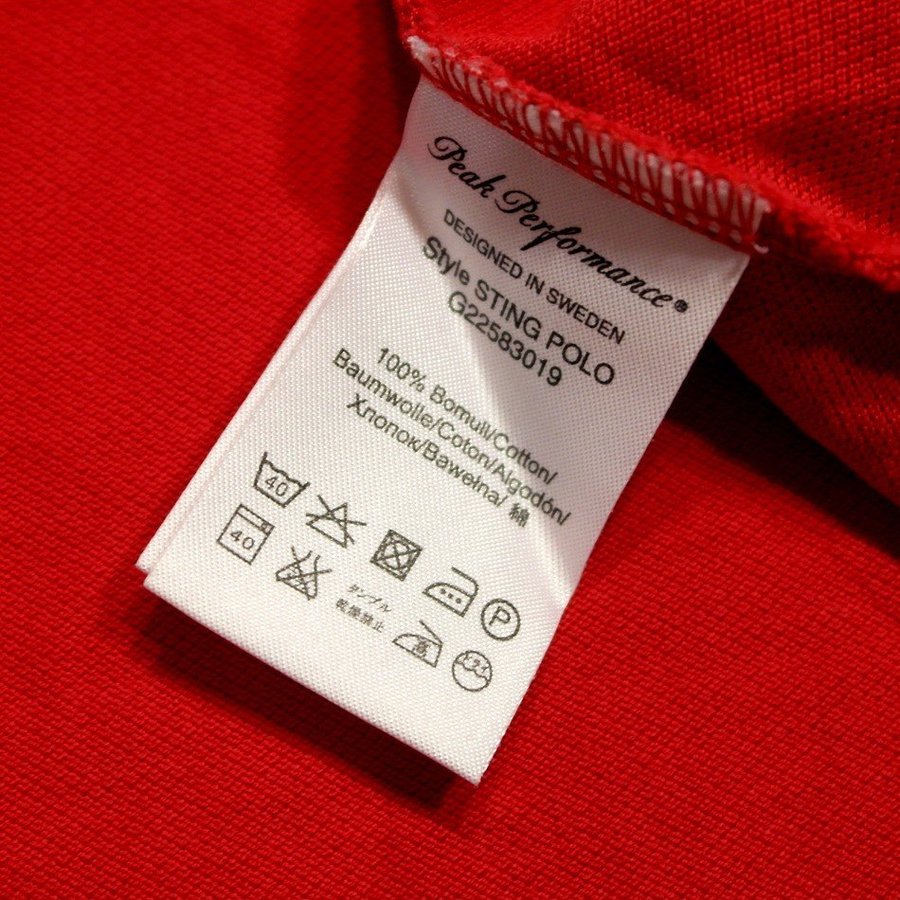 Peak Performance®
DESIGNED IN SWEDEN
Style STING POLO
G22583019
100% Bomull/Cotton/
Baumwolle/Coton/Algodón/
Хлопок/Bawełna/綿
40
P
40
タンブル
乾燥禁止
高